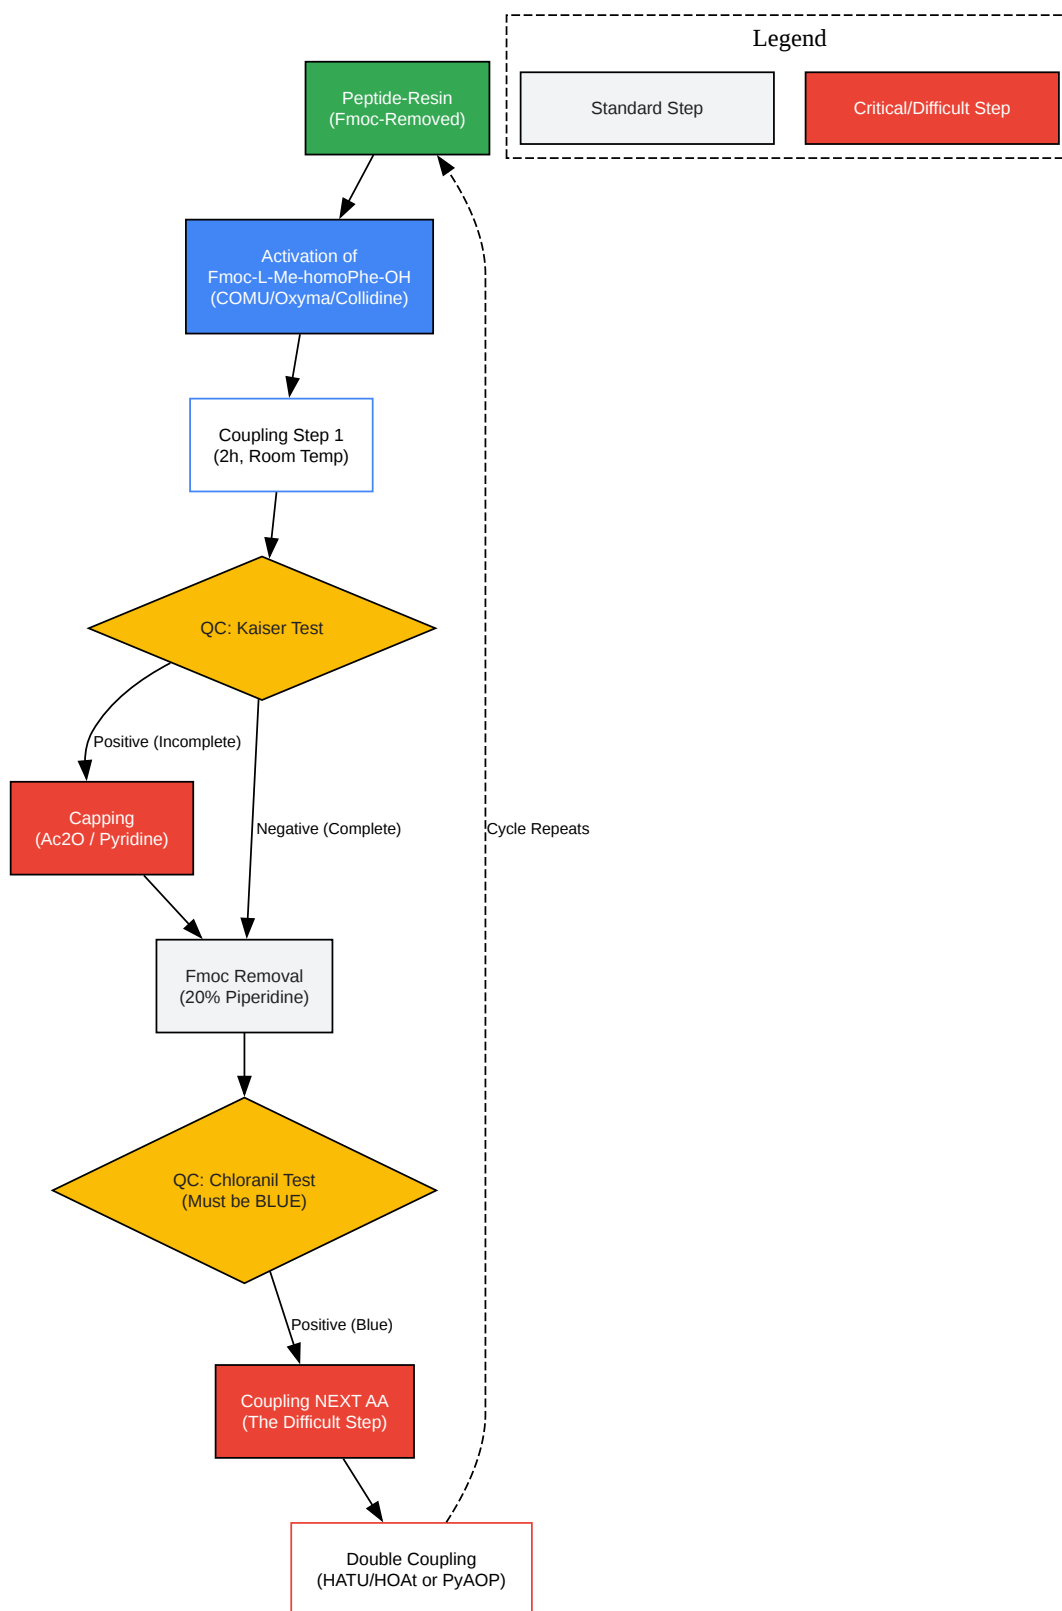 Legend
Standard Step
Critical/Difficult Step
Peptide-Resin
(Fmoc-Removed)
Activation of
Fmoc-L-Me-homoPhe-OH
(COMU/Oxyma/Collidine)
Coupling Step 1
(2h, Room Temp)
QC: Kaiser Test
Positive (Incomplete)
Capping
(Ac2O / Pyridine)
Negative (Complete)
Cycle Repeats
Fmoc Removal
(20% Piperidine)
QC: Chloranil Test
(Must be BLUE)
Positive (Blue)
Coupling NEXT AA
(The Difficult Step)
Double Coupling
(HATU/HOAt or PyAOP)